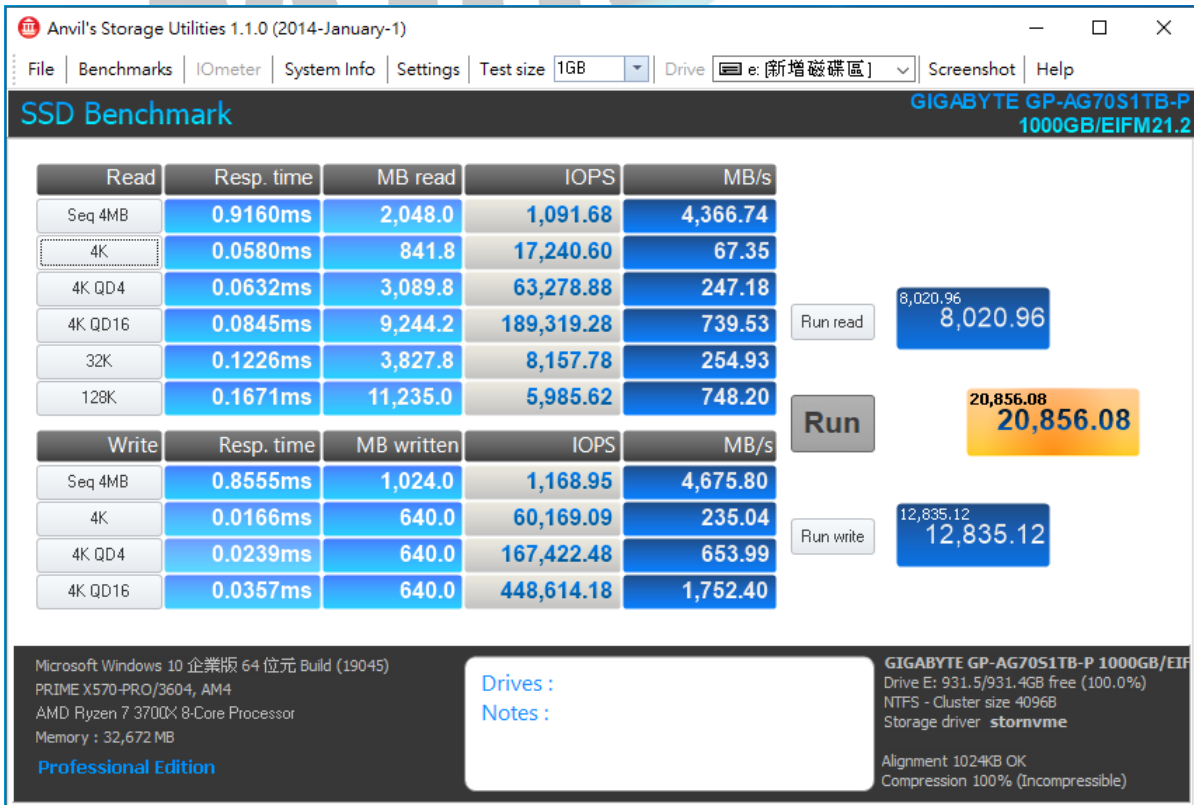 Anvil's Storage Utilities 1.1.0 (2014-January-1)
File Benchmarks IOmeter System Info Settings Test size 1GB Drive e: [新增磁碟區] Screenshot Help
SSD Benchmark
GIGABYTE GP-AG70S1TB-P
1000GB/EIFM21.2
Read Resp. time MB read IOPS MB/s
Seq 4MB 0.9160ms 2,048.0 1,091.68 4,366.74
4K 0.0580ms 841.8 17,240.60 67.35
4K QD4 0.0632ms 3,089.8 63,278.88 247.18
4K QD16 0.0845ms 9,244.2 189,319.28 739.53
32K 0.1226ms 3,827.8 8,157.78 254.93
128K 0.1671ms 11,235.0 5,985.62 748.20
Run read
8,020.96
8,020.96
Run
20,856.08
20,856.08
Write Resp. time MB written IOPS MB/s
Seq 4MB 0.8555ms 1,024.0 1,168.95 4,675.80
4K 0.0166ms 640.0 60,169.09 235.04
4K QD4 0.0239ms 640.0 167,422.48 653.99
4K QD16 0.0357ms 640.0 448,614.18 1,752.40
Run write
12,835.12
12,835.12
Microsoft Windows 10 企業版 64 位元 Build (19045)
PRIME X570-PRO/3604, AM4
AMD Ryzen 7 3700X 8-Core Processor
Memory : 32,672 MB
Professional Edition
Drives :
Notes :
GIGABYTE GP-AG70S1TB-P 1000GB/EIF
Drive E: 931.5/931.4GB free (100.0%)
NTFS - Cluster size 4096B
Storage driver stornvme
Alignment 1024KB OK
Compression 100% (Incompressible)